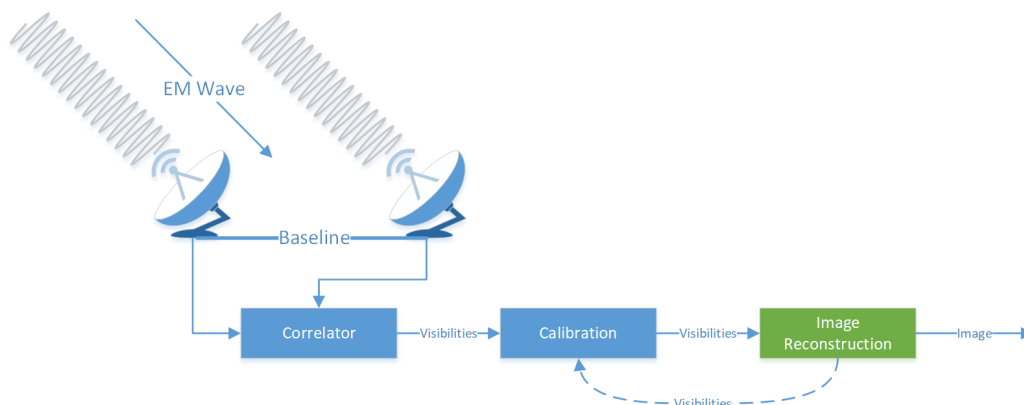 EM Wave
Baseline
Correlator
Visibilities
Calibration
Visibilities
Image
Reconstruction
Image
Visibilities